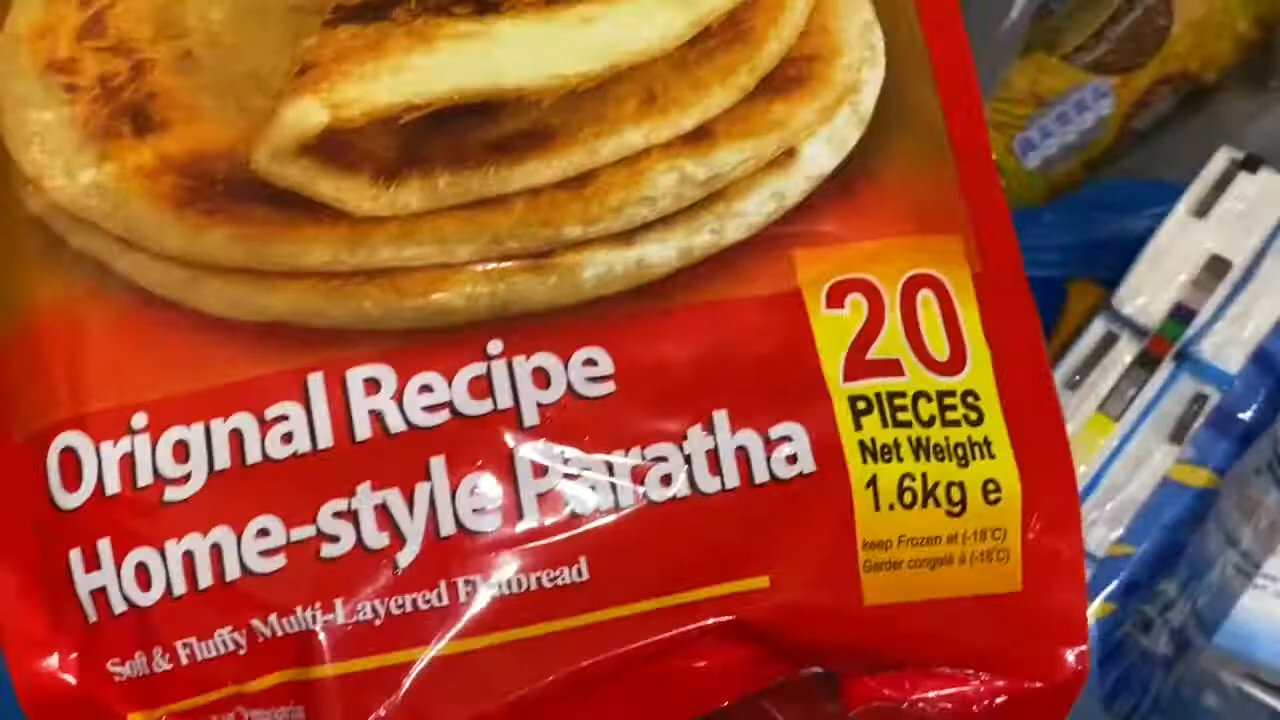 Orignal Recipe
Home-style Paratha
Soft & Fluffy Multi-Layered Flatbread
20
PIECES
Net Weight
1.6kg e
keep Frozen at (-18°C)
Garder congelé à (-18°C)